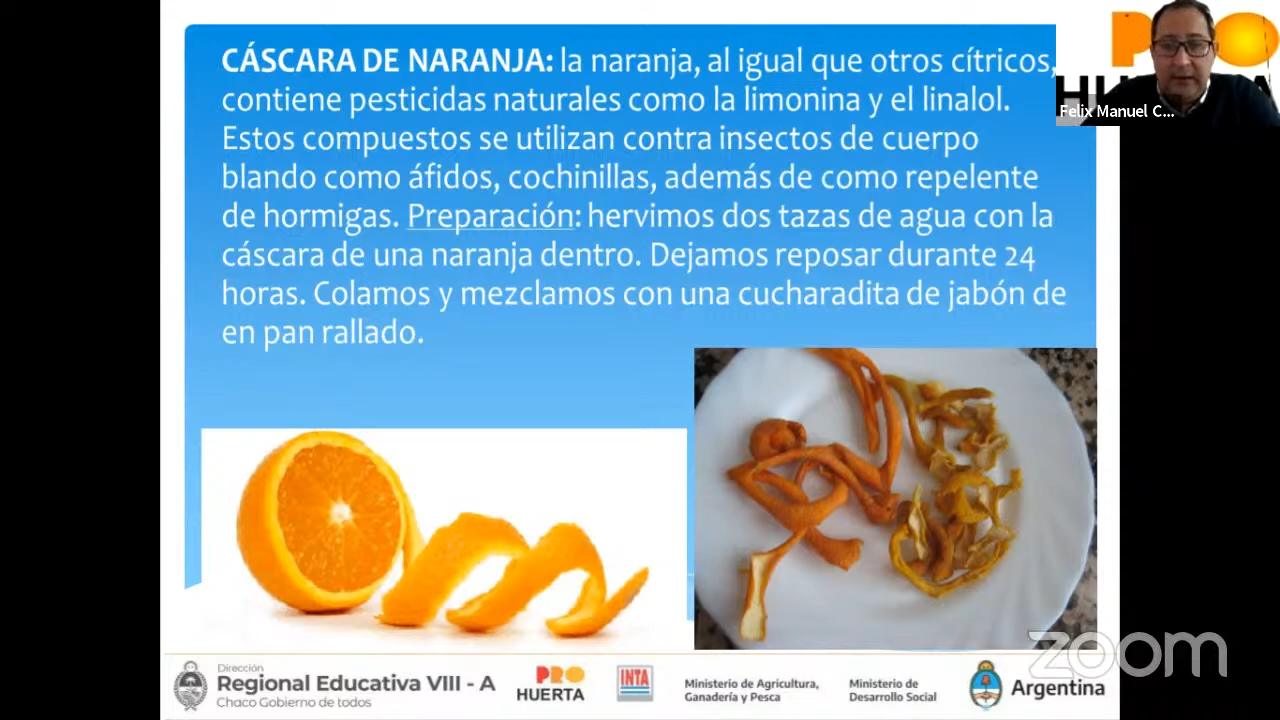 CÁSCARA DE NARANJA: la naranja, al igual que otros cítricos,
contiene pesticidas naturales como la limonina y el linalol.
Estos compuestos se utilizan contra insectos de cuerpo
blando como áfidos, cochinillas, además de como repelente
de hormigas. Preparación: hervimos dos tazas de agua con la
cáscara de una naranja dentro. Dejamos reposar durante 24
horas. Colamos y mezclamos con una cucharadita de jabón de
en pan rallado.
PRO
HUERTA
Felix Manuel C...
zoom
Dirección
Regional Educativa VIII - A
Chaco Gobierno de todos
PRO
HUERTA
INTA
Ministerio de Agricultura,
Ganadería y Pesca
Ministerio de
Desarrollo Social
Argentina